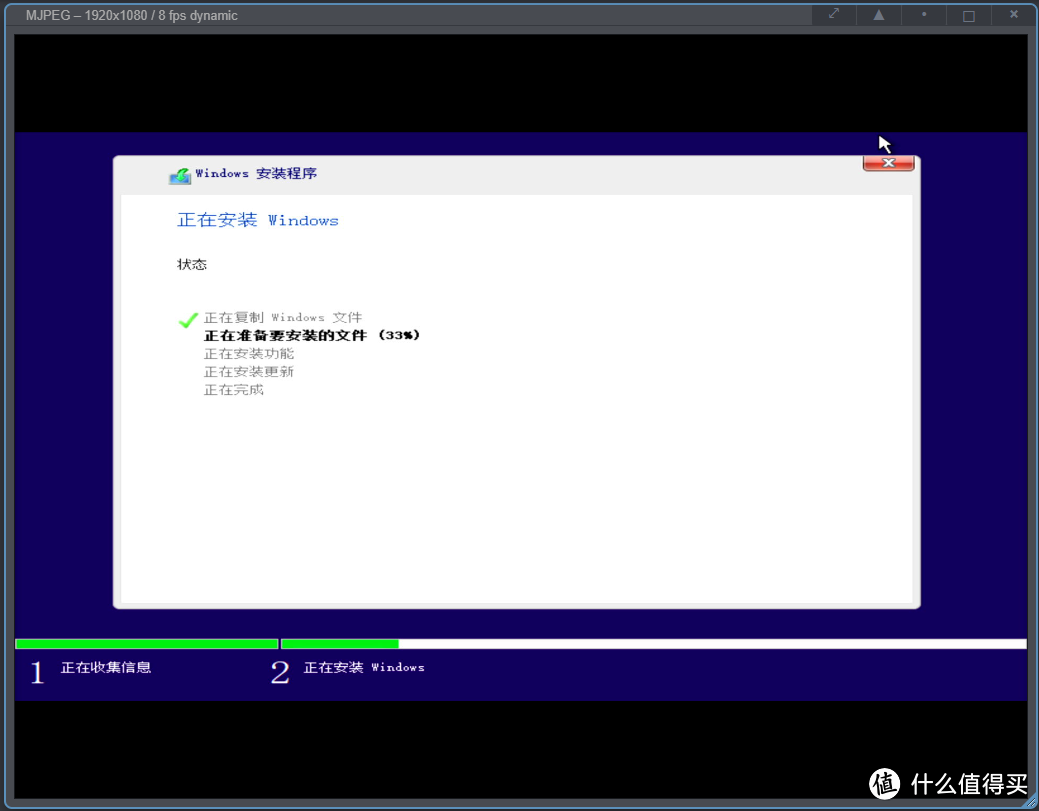 MJPEG – 1920x1080 / 8 fps dynamic
Windows 安装程序
正在安装 Windows
状态
正在复制 Windows 文件
正在准备要安装的文件 (33%)
正在安装功能
正在安装更新
正在完成
1 正在收集信息
2 正在安装 Windows
值 什么值得买